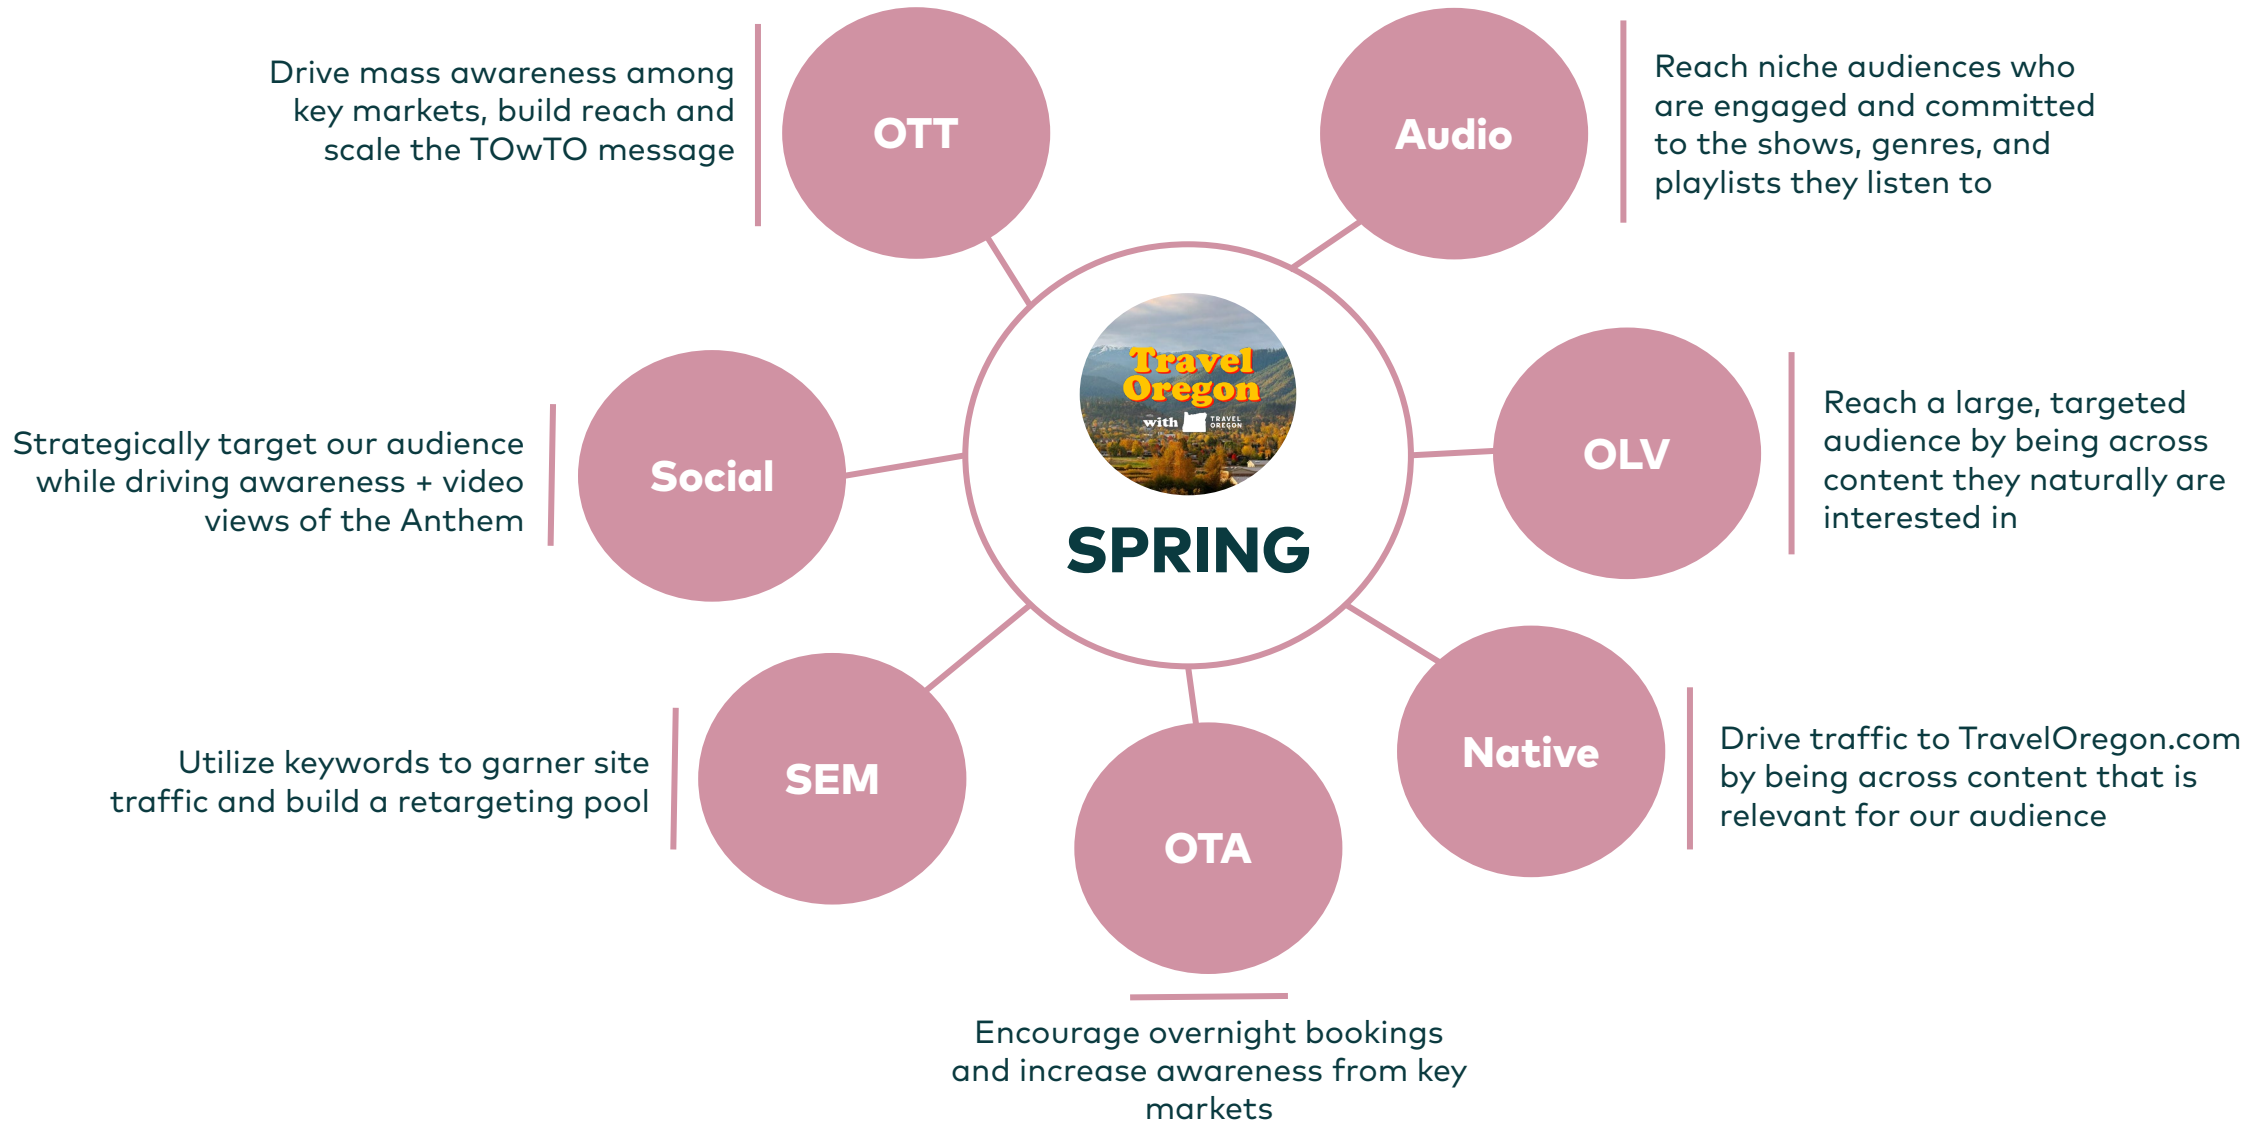 Drive mass awareness among
key markets, build reach and
scale the TOwTO message
OTT
Audio
Reach niche audiences who
are engaged and committed
to the shows, genres, and
playlists they listen to
Travel
Oregon
with
TRAVEL
OREGON
SPRING
Strategically target our audience
while driving awareness + video
views of the Anthem
Social
OLV
Reach a large, targeted
audience by being across
content they naturally are
interested in
Utilize keywords to garner site
traffic and build a retargeting pool
SEM
OTA
Encourage overnight bookings
and increase awareness from key
markets
Native
Drive traffic to TravelOregon.com
by being across content that is
relevant for our audience